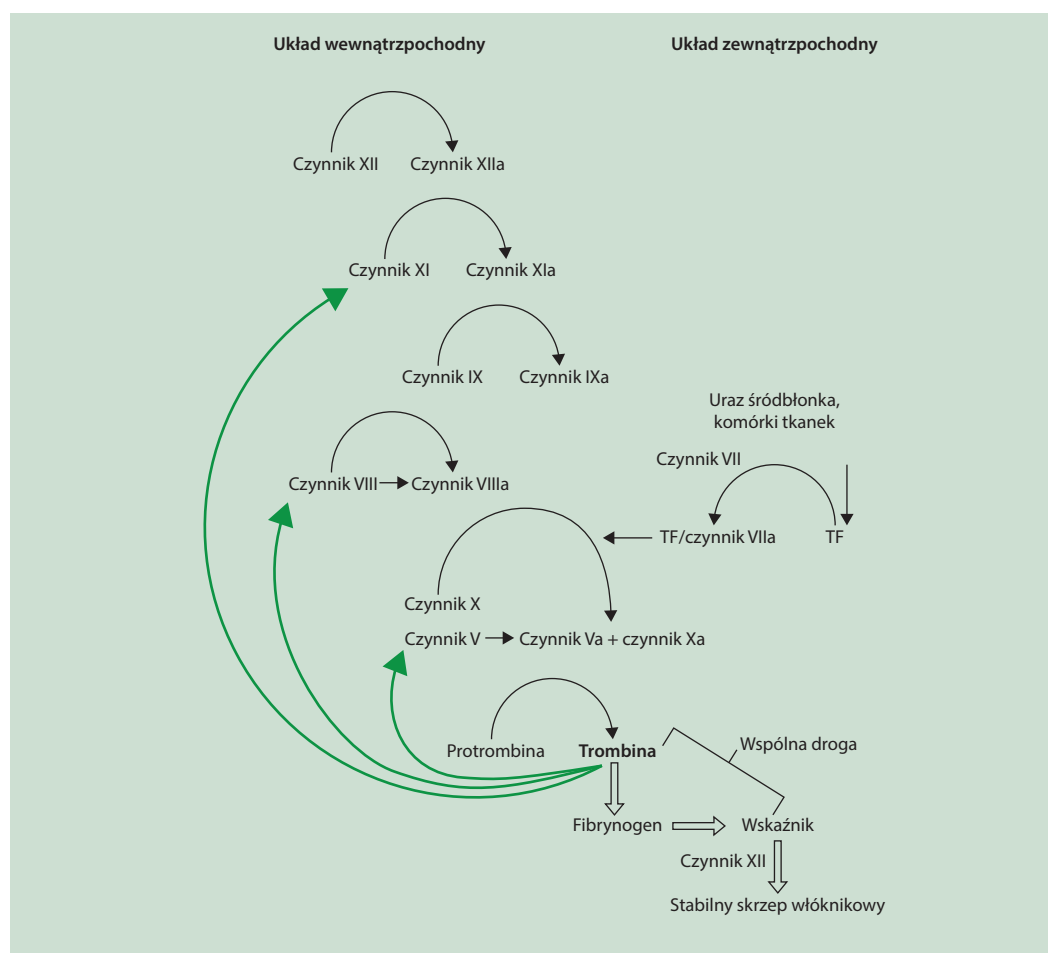 Układ wewnątrzpochodny
Układ zewnątrzpochodny
Czynnik XII
Czynnik XIIa
Czynnik XI
Czynnik XIa
Czynnik IX
Czynnik IXa
Uraz śródbłonka,
komórki tkanek
Czynnik VII
Czynnik VIII
Czynnik VIIIa
TF/czynnik VIIa
TF
Czynnik X
Czynnik V
Czynnik Va + czynnik Xa
Protrombina
Trombina
Wspólna droga
Fibrynogen
Wskaźnik
Czynnik XII
Stabilny skrzep włóknikowy